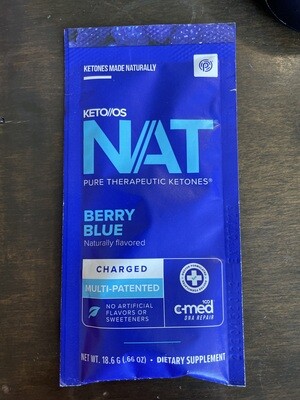 KETONES MADE NATURALLY
KETO//OS
NAT
PURE THERAPEUTIC KETONES®
BERRY
BLUE
Naturally flavored
CHARGED
MULTI-PATENTED
NO ARTIFICIAL
FLAVORS OR
SWEETENERS
c-med 100
DNA REPAIR
NET WT. 18.6 G (.66 OZ) • DIETARY SUPPLEMENT